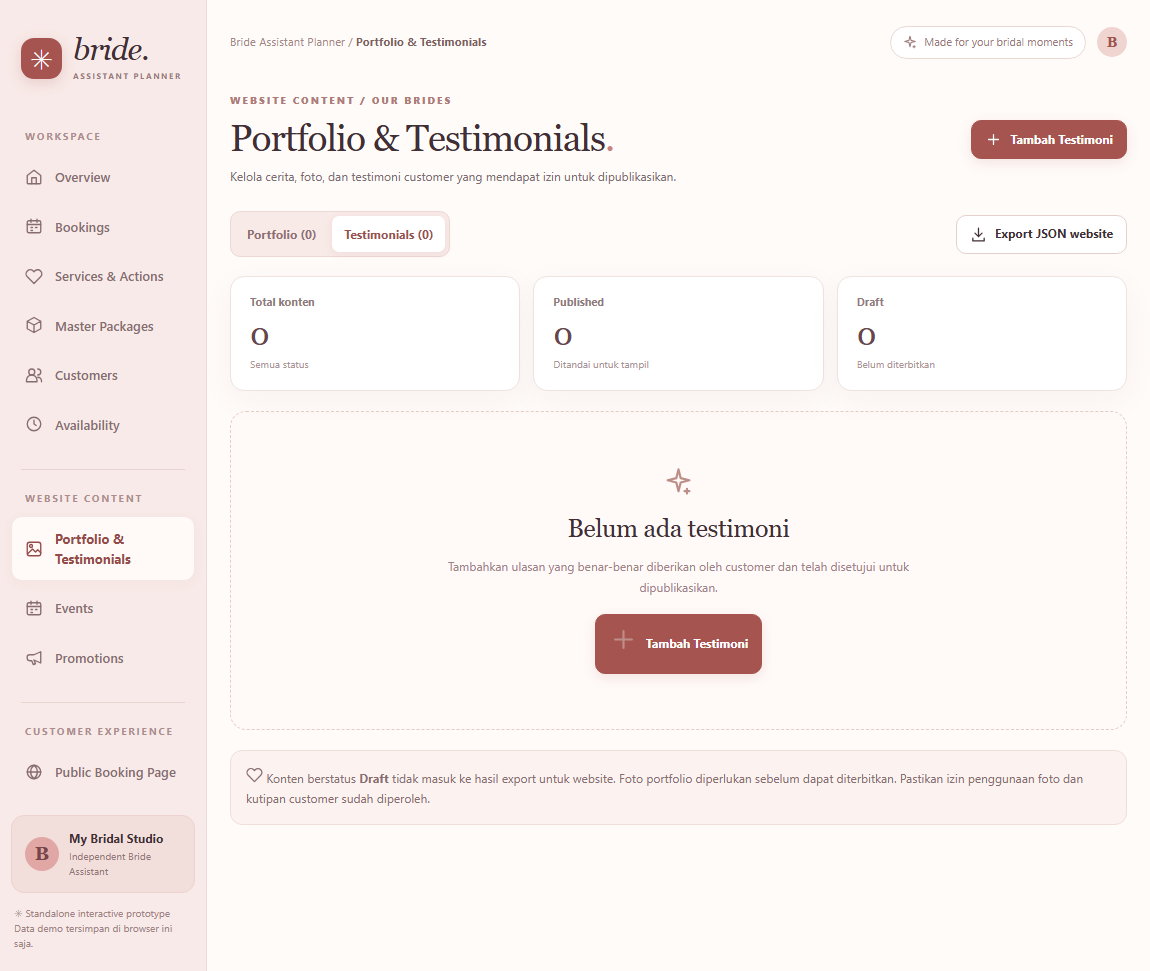 bride.
ASSISTANT PLANNER
WORKSPACE
Overview
Bookings
Services & Actions
Master Packages
Customers
Availability
WEBSITE CONTENT
Portfolio &
Testimonials
Events
Promotions
CUSTOMER EXPERIENCE
Public Booking Page
B
My Bridal Studio
Independent Bride
Assistant
✳ Standalone interactive prototype
Data demo tersimpan di browser ini
saja.
Bride Assistant Planner / Portfolio & Testimonials
Made for your bridal moments
B
WEBSITE CONTENT / OUR BRIDES
Portfolio & Testimonials.
Kelola cerita, foto, dan testimoni customer yang mendapat izin untuk dipublikasikan.
Tambah Testimoni
Portfolio (0)
Testimonials (0)
Export JSON website
Total konten
0
Semua status
Published
0
Ditandai untuk tampil
Draft
0
Belum diterbitkan
Belum ada testimoni
Tambahkan ulasan yang benar-benar diberikan oleh customer dan telah disetujui untuk
dipublikasikan.
Tambah Testimoni
Konten berstatus Draft tidak masuk ke hasil export untuk website. Foto portfolio diperlukan sebelum dapat diterbitkan. Pastikan izin penggunaan foto dan
kutipan customer sudah diperoleh.